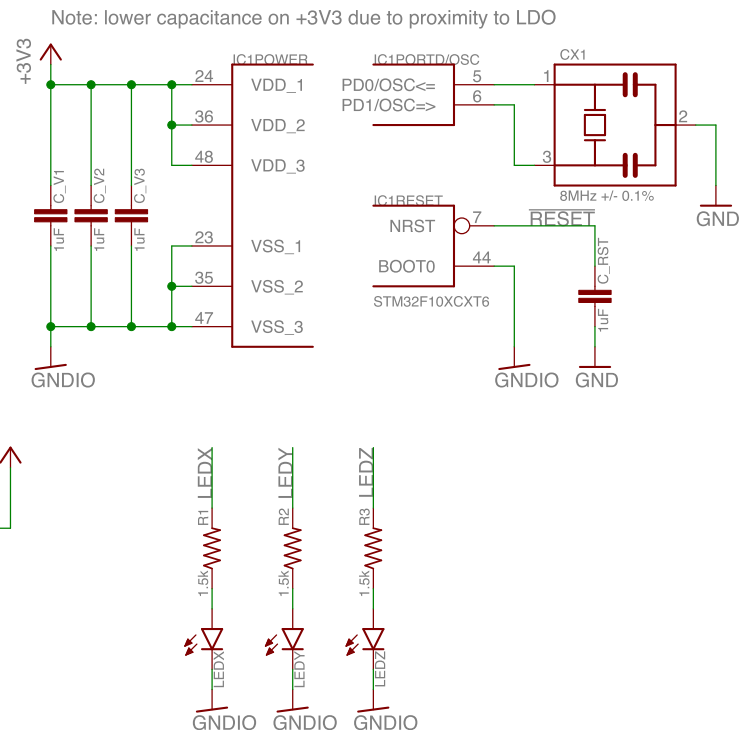 Note: lower capacitance on +3V3 due to proximity to LDO
+3V3
IC1POWER
24 VDD_1
36 VDD_2
48 VDD_3
23 VSS_1
35 VSS_2
47 VSS_3
C_V1
1uF
C_V2
1uF
C_V3
1uF
GNDIO
IC1PORTD/OSC
PD0/OSC<= 5
PD1/OSC=> 6
CX1
1
2
3
8MHz +/- 0.1%
GND
IC1RESET
NRST 7
RESET
BOOT0 44
STM32F10XCXT6
C_RST
1uF
GNDIO
GND
LEDX
R1
1.5k
LEDX
GNDIO
LEDY
R2
1.5k
LEDY
GNDIO
LEDZ
R3
1.5k
LEDZ
GNDIO